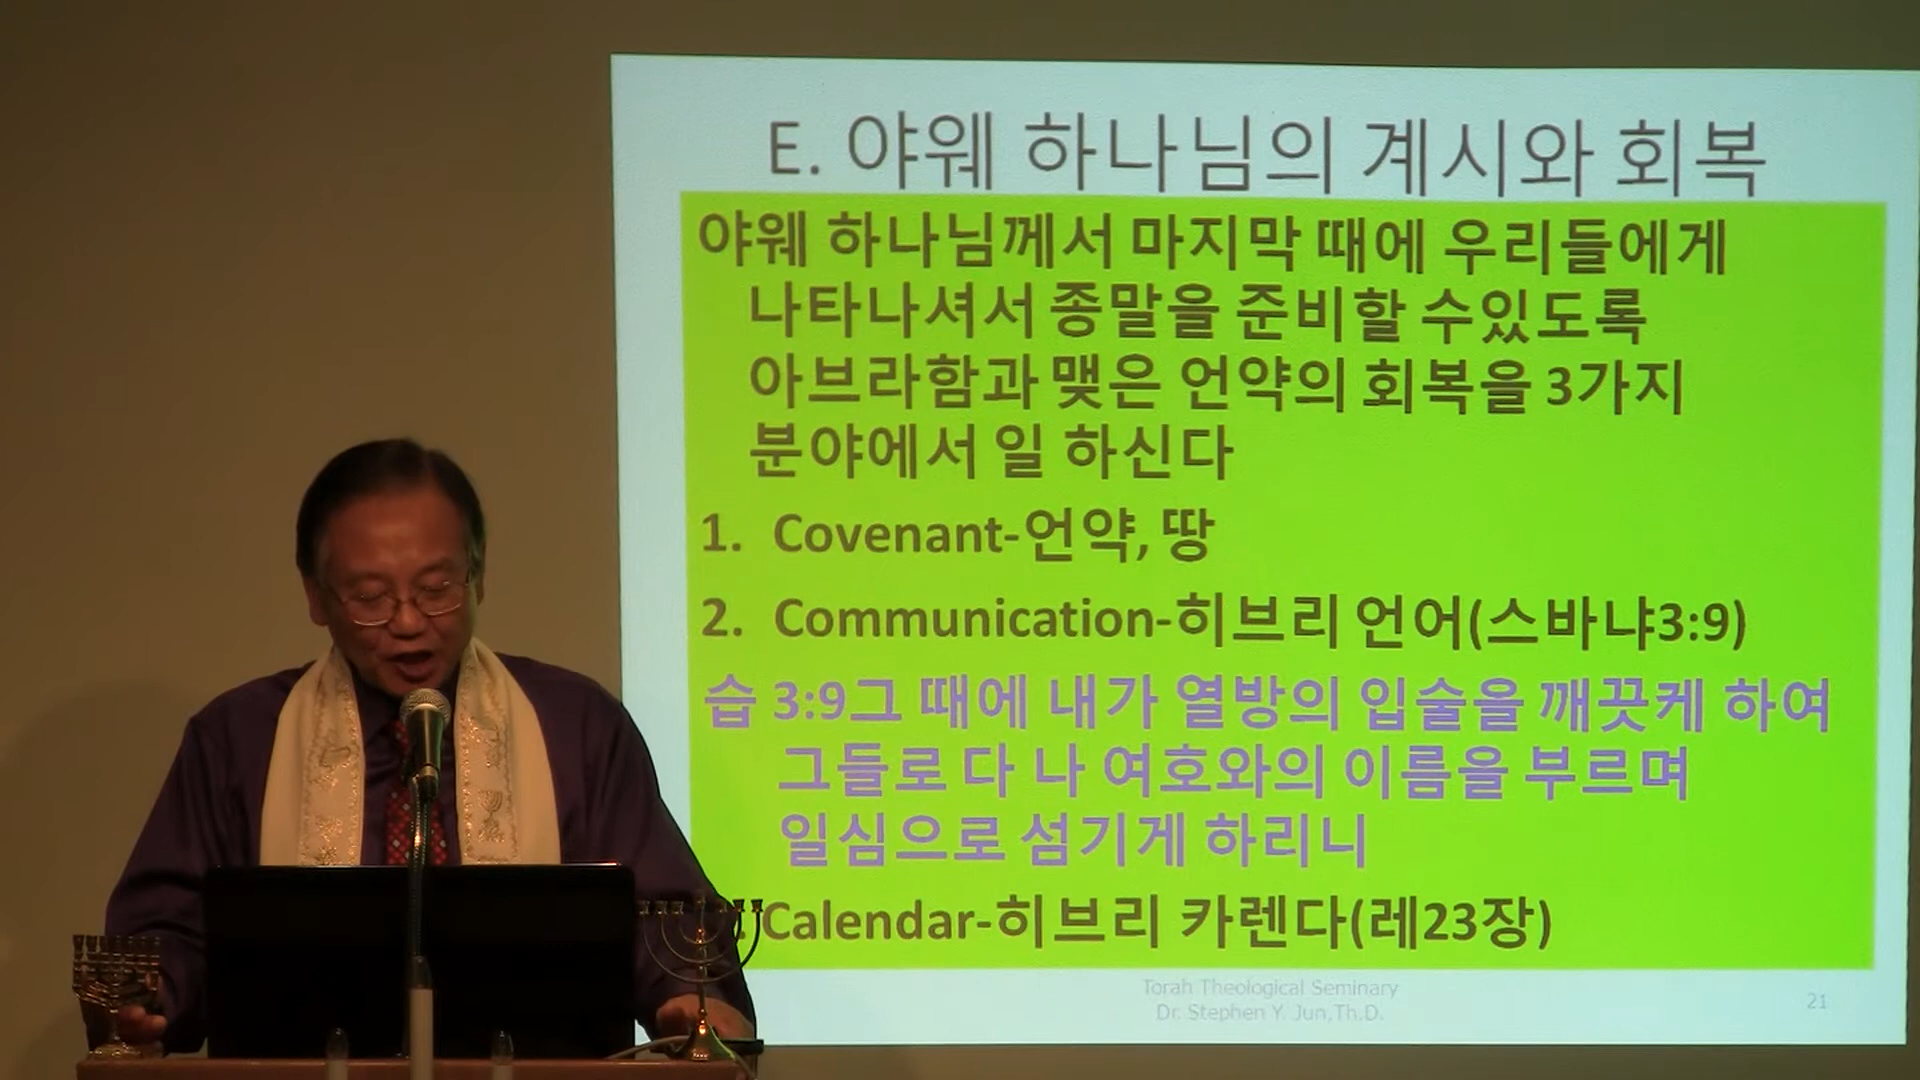 E. 야웨 하나님의 계시와 회복
야웨 하나님께서 마지막 때에 우리들에게
나타나셔서 종말을 준비할 수있도록
아브라함과 맺은 언약의 회복을 3가지
분야에서 일 하신다
1. Covenant-언약, 땅
2. Communication-히브리 언어(스바냐3:9)
습 3:9그 때에 내가 열방의 입술을 깨끗케 하여
그들로 다 나 여호와의 이름을 부르며
일심으로 섬기게 하리니
Calendar-히브리 카렌다(레23장)
Torah Theological Seminary
Dr. Stephen Y. Jun,Th.D.
21